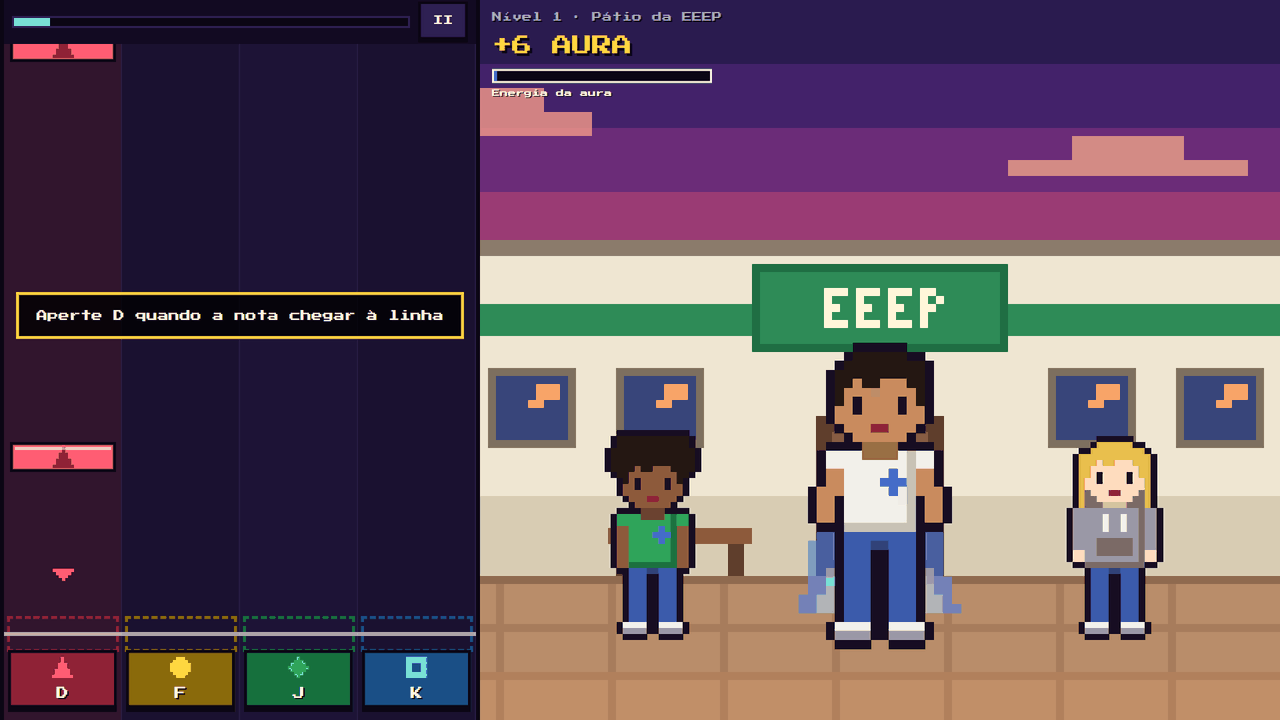 II
Nível 1 · Pátio da EEEP
+6 AURA
Energia da aura
EEEP
Aperte D quando a nota chegar à linha
D
F
J
K